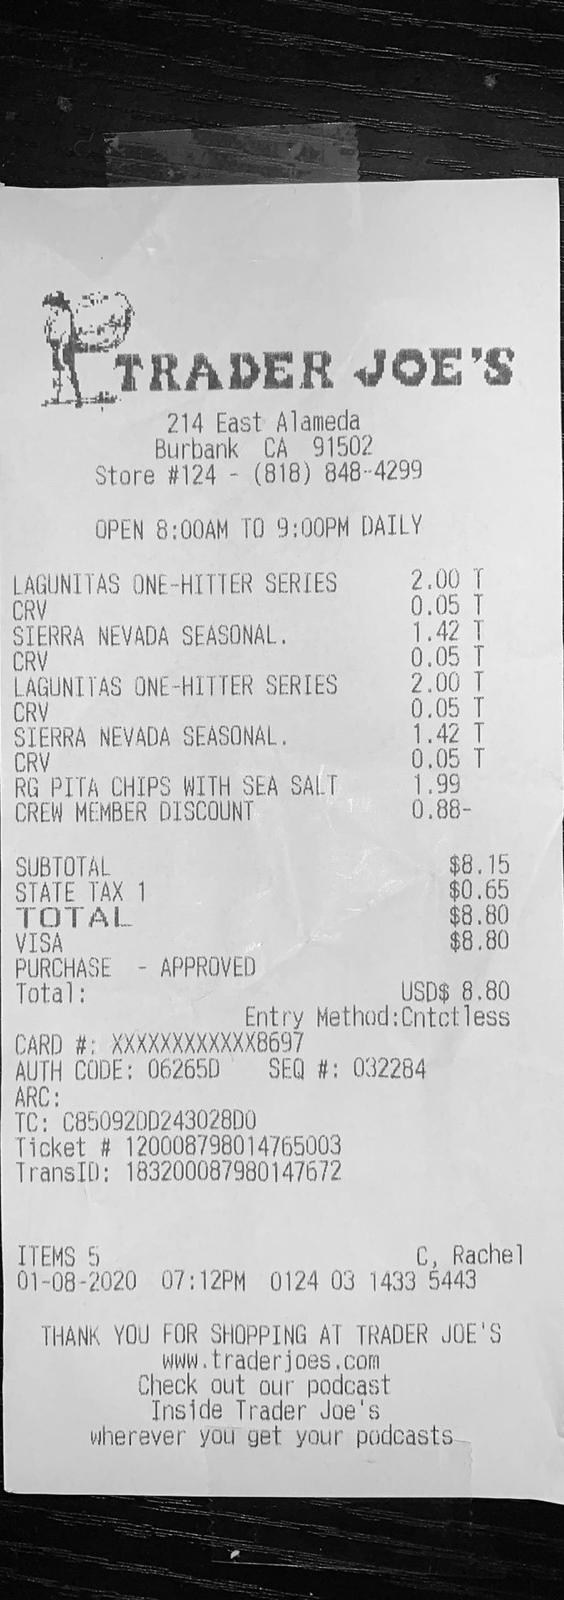 TRADER JOE'S
214 East Alameda
Burbank CA 91502
Store #124 - (818) 848-4299
OPEN 8:00AM TO 9:00PM DAILY
LAGUNITAS ONE-HITTER SERIES 2.00 T
CRV 0.05 T
SIERRA NEVADA SEASONAL. 1.42 T
CRV 0.05 T
LAGUNITAS ONE-HITTER SERIES 2.00 T
CRV 0.05 T
SIERRA NEVADA SEASONAL. 1.42 T
CRV 0.05 T
RG PITA CHIPS WITH SEA SALT 1.99
CREW MEMBER DISCOUNT 0.88-
SUBTOTAL $8.15
STATE TAX 1 $0.65
TOTAL $8.80
VISA $8.80
PURCHASE - APPROVED
Total: USD$ 8.80
Entry Method:Cntctless
CARD #: XXXXXXXXXXXX8697
AUTH CODE: 06265D SEQ #: 032284
ARC:
TC: C85092DD243028D0
Ticket # 120008798014765003
TransID: 183200087980147672
ITEMS 5 C, Rachel
01-08-2020 07:12PM 0124 03 1433 5443
THANK YOU FOR SHOPPING AT TRADER JOE'S
www.traderjoes.com
Check out our podcast
Inside Trader Joe's
wherever you get your podcasts